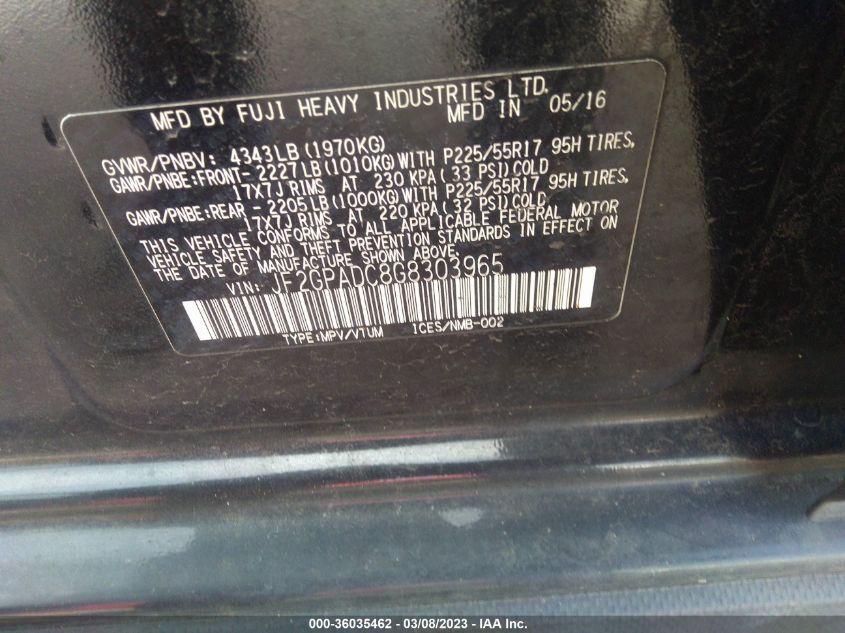 MFD BY FUJI HEAVY INDUSTRIES LTD.
MFD IN 05/16
GVWR/PNBV: 4343LB (1970KG)
GAWR/PNBE:FRONT-2227LB(1010KG)WITH P225/55R17 95H TIRES,
17X7J RIMS AT 230 KPA (33 PSI)COLD
GAWR/PNBE:REAR -2205LB(1000KG)WITH P225/55R17 95H TIRES,
17X7J RIMS AT 220 KPA (32 PSI)COLD
THIS VEHICLE CONFORMS TO ALL APPLICABLE FEDERAL MOTOR
VEHICLE SAFETY AND THEFT PREVENTION STANDARDS IN EFFECT ON
THE DATE OF MANUFACTURE SHOWN ABOVE.
VIN: JF2GPADC8G8303965
TYPE:MPV/VTUM ICES/NMB-002
000-36035462 - 03/08/2023 - IAA Inc.